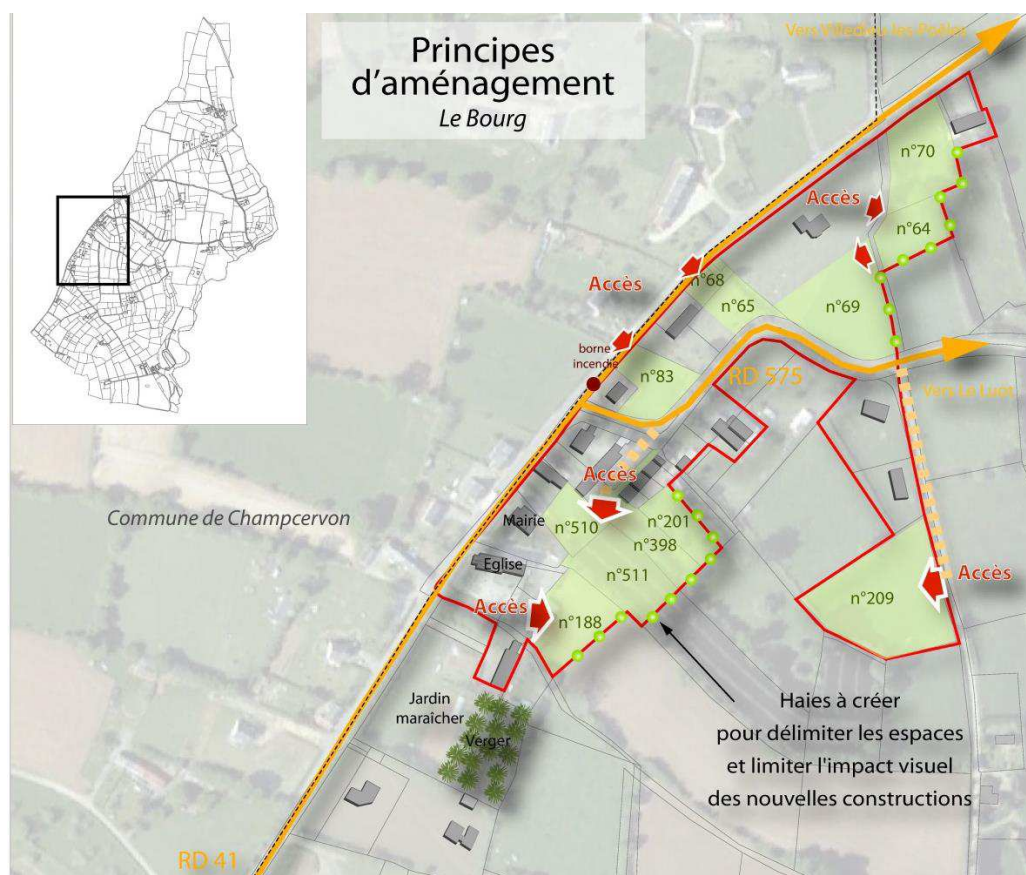 Principes
d'aménagement
Le Bourg
Vers Villedieu-les-Poêles
n°70
Accès
n°64
n°68
Accès
n°65
n°69
borne
incendie
n°83
RD 575
Vers Le Luot
Accès
Mairie
n°510
n°201
n°398
Commune de Champcervon
Eglise
n°511
Accès
n°209
Accès
n°188
Jardin
maraîcher
Verger
Haies à créer
pour délimiter les espaces
et limiter l'impact visuel
des nouvelles constructions
RD 41